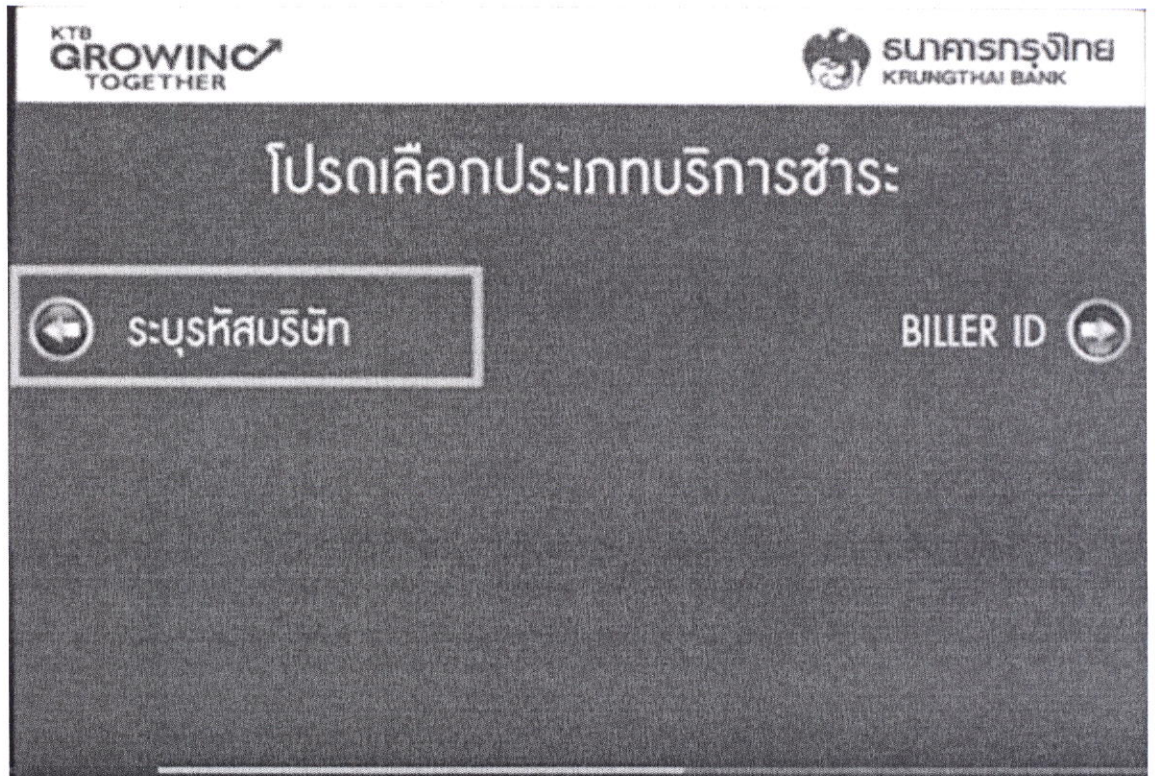 KTB
GROWING
TOGETHER
ธนาคารกรุงไทย
KRUNGTHAI BANK
โปรดเลือกประเภทบริการชำระ
ระบุรหัสบริษัท
BILLER ID